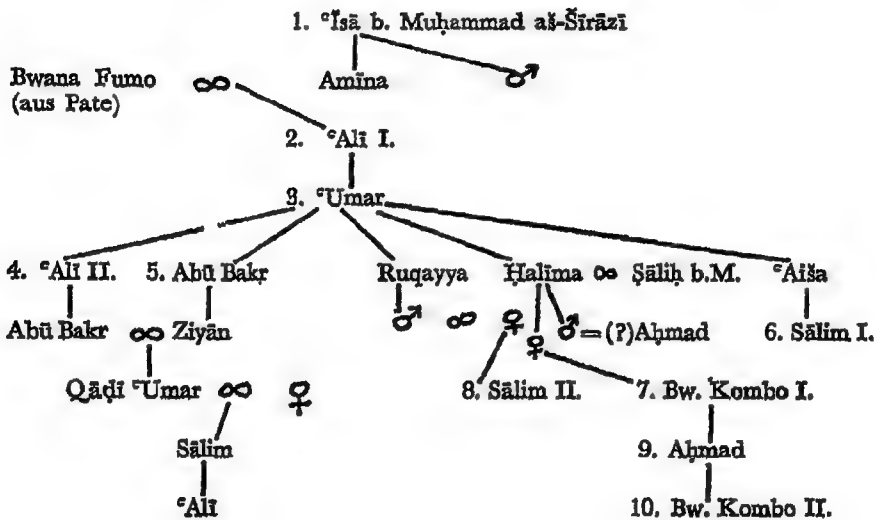 1. ʿĪsā b. Muḥammad aš-Šīrāzī
Bwana Fumo ∞ Amīna ♂
(aus Pate)
2. ʿAlī I.
3. ʿUmar
4. ʿAlī II. 5. Abū Bakr Ruqayya Ḥalīma ∞ Ṣāliḥ b.M. ʿAiša
Abū Bakr ∞ Ziyān ♂ ∞ ♀ ♀ ♂ =(?)Aḥmad 6. Sālim I.
Qāḍī ʿUmar ∞ ♀ 8. Sālim II. 7. Bw. Kombo I.
Sālim 9. Aḥmad
ʿAlī 10. Bw. Kombo II.